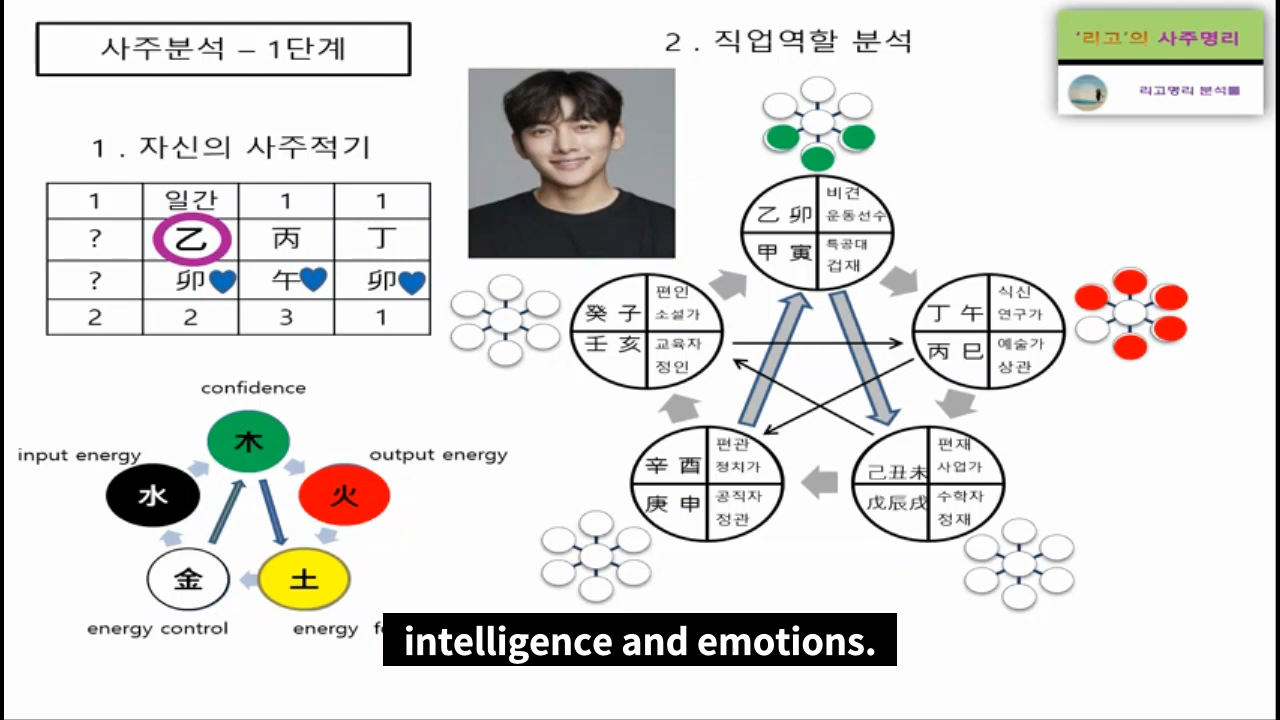 사주분석 – 1단계
2 . 직업역할 분석
'리고'의 사주명리
리고명리 분석틀
1 . 자신의 사주적기
1 일간 1 1
? 乙 丙 丁
? 卯 午 卯
2 2 3 1
비견
乙 卯 운동선수
甲 寅 특공대
겁재
편인
癸 子 소설가
壬 亥 교육자
정인
식신
丁 午 연구가
丙 巳 예술가
상관
편관
辛 酉 정치가
庚 申 공직자
정관
편재
己丑未 사업가
戊辰戌 수학자
정재
confidence
木
input energy
output energy
水
火
金
土
energy control
energy
intelligence and emotions.